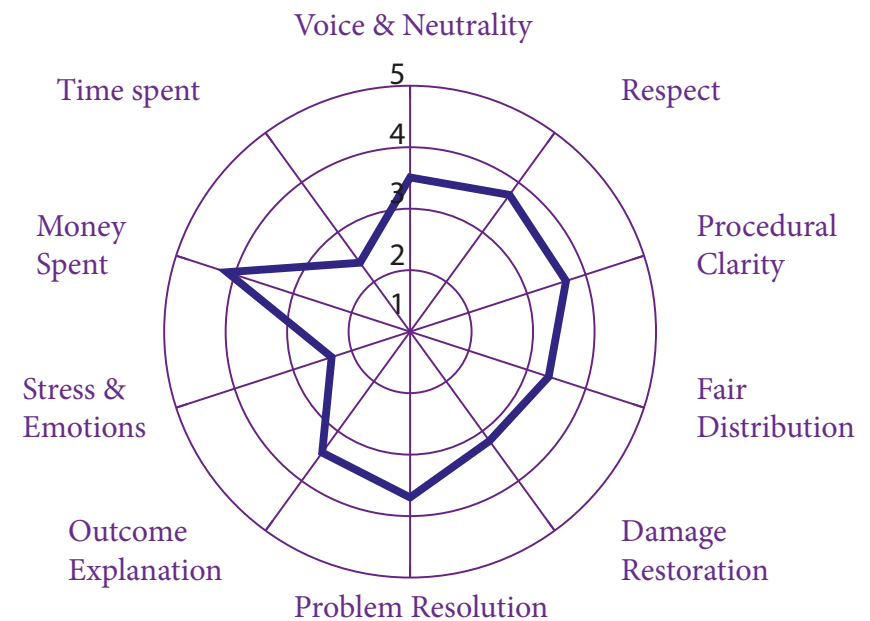 Voice & Neutrality
Time spent
5
Respect
4
3
Money
Spent
Procedural
Clarity
2
1
Stress &
Emotions
Fair
Distribution
Outcome
Explanation
Damage
Restoration
Problem Resolution